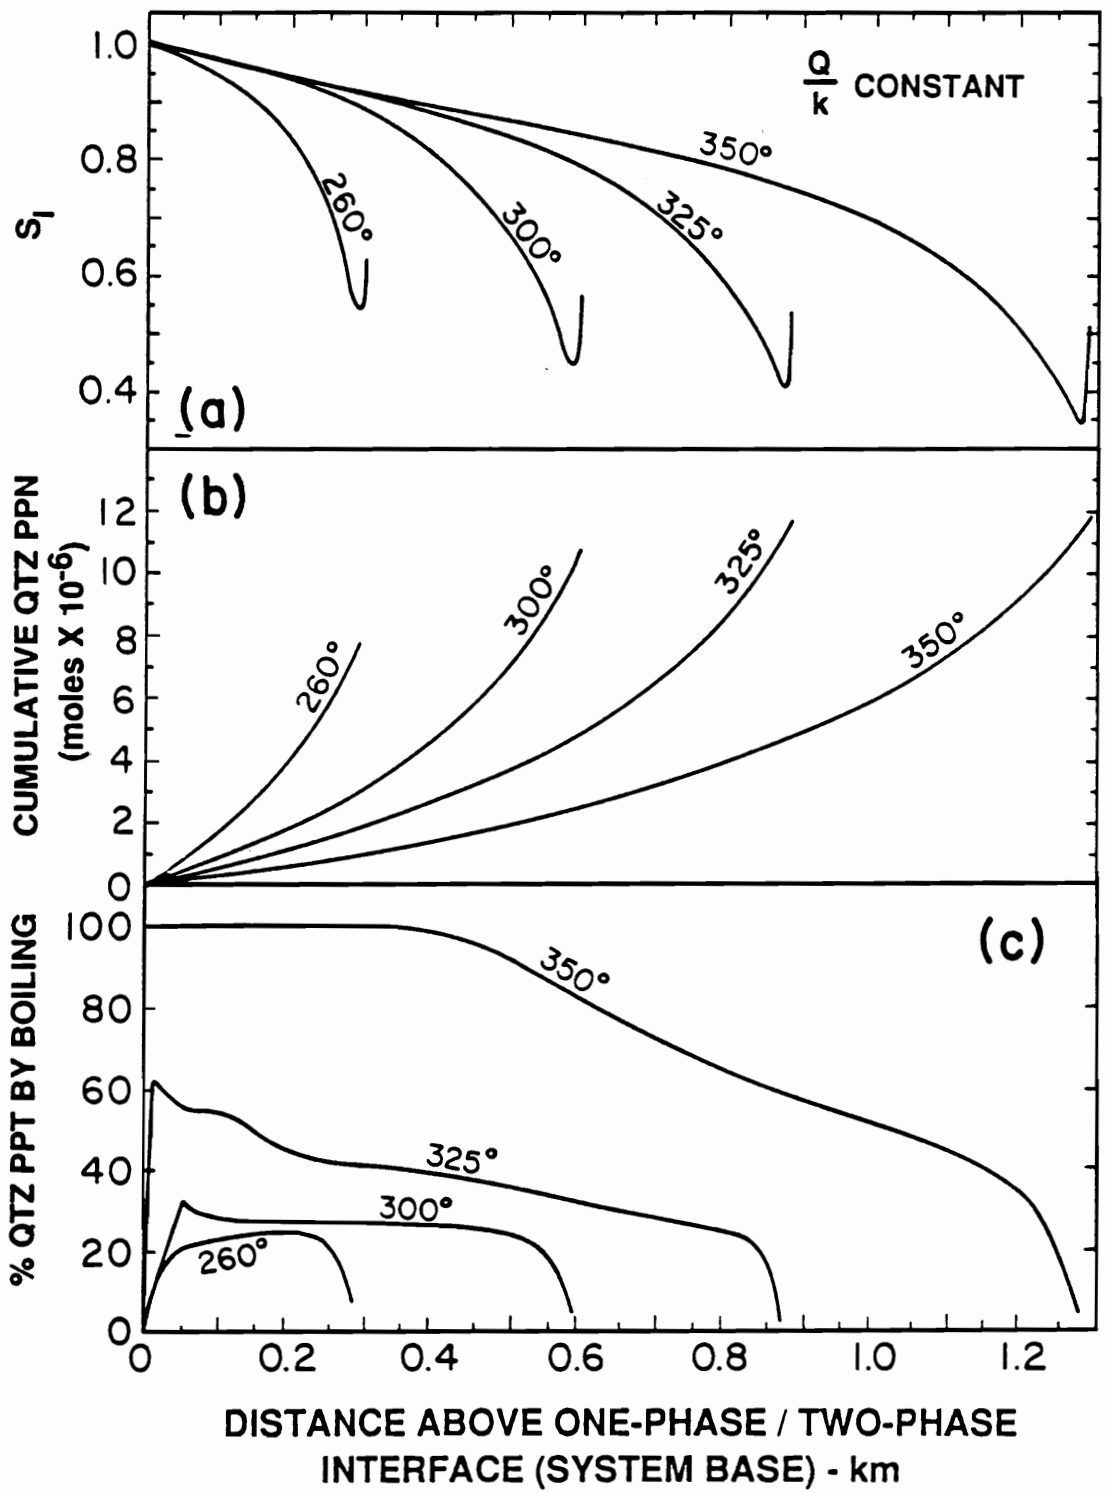 1.0
0.8
0.6
0.4
S₁
Q
k CONSTANT
260°
300°
325°
350°
(a)
12
10
8
6
4
2
0
CUMULATIVE QTZ PPN
(moles X 10⁻⁶)
260°
300°
325°
350°
(b)
100
80
60
40
20
0
% QTZ PPT BY BOILING
350°
325°
300°
260°
(c)
0 0.2 0.4 0.6 0.8 1.0 1.2
DISTANCE ABOVE ONE-PHASE / TWO-PHASE
INTERFACE (SYSTEM BASE) - km